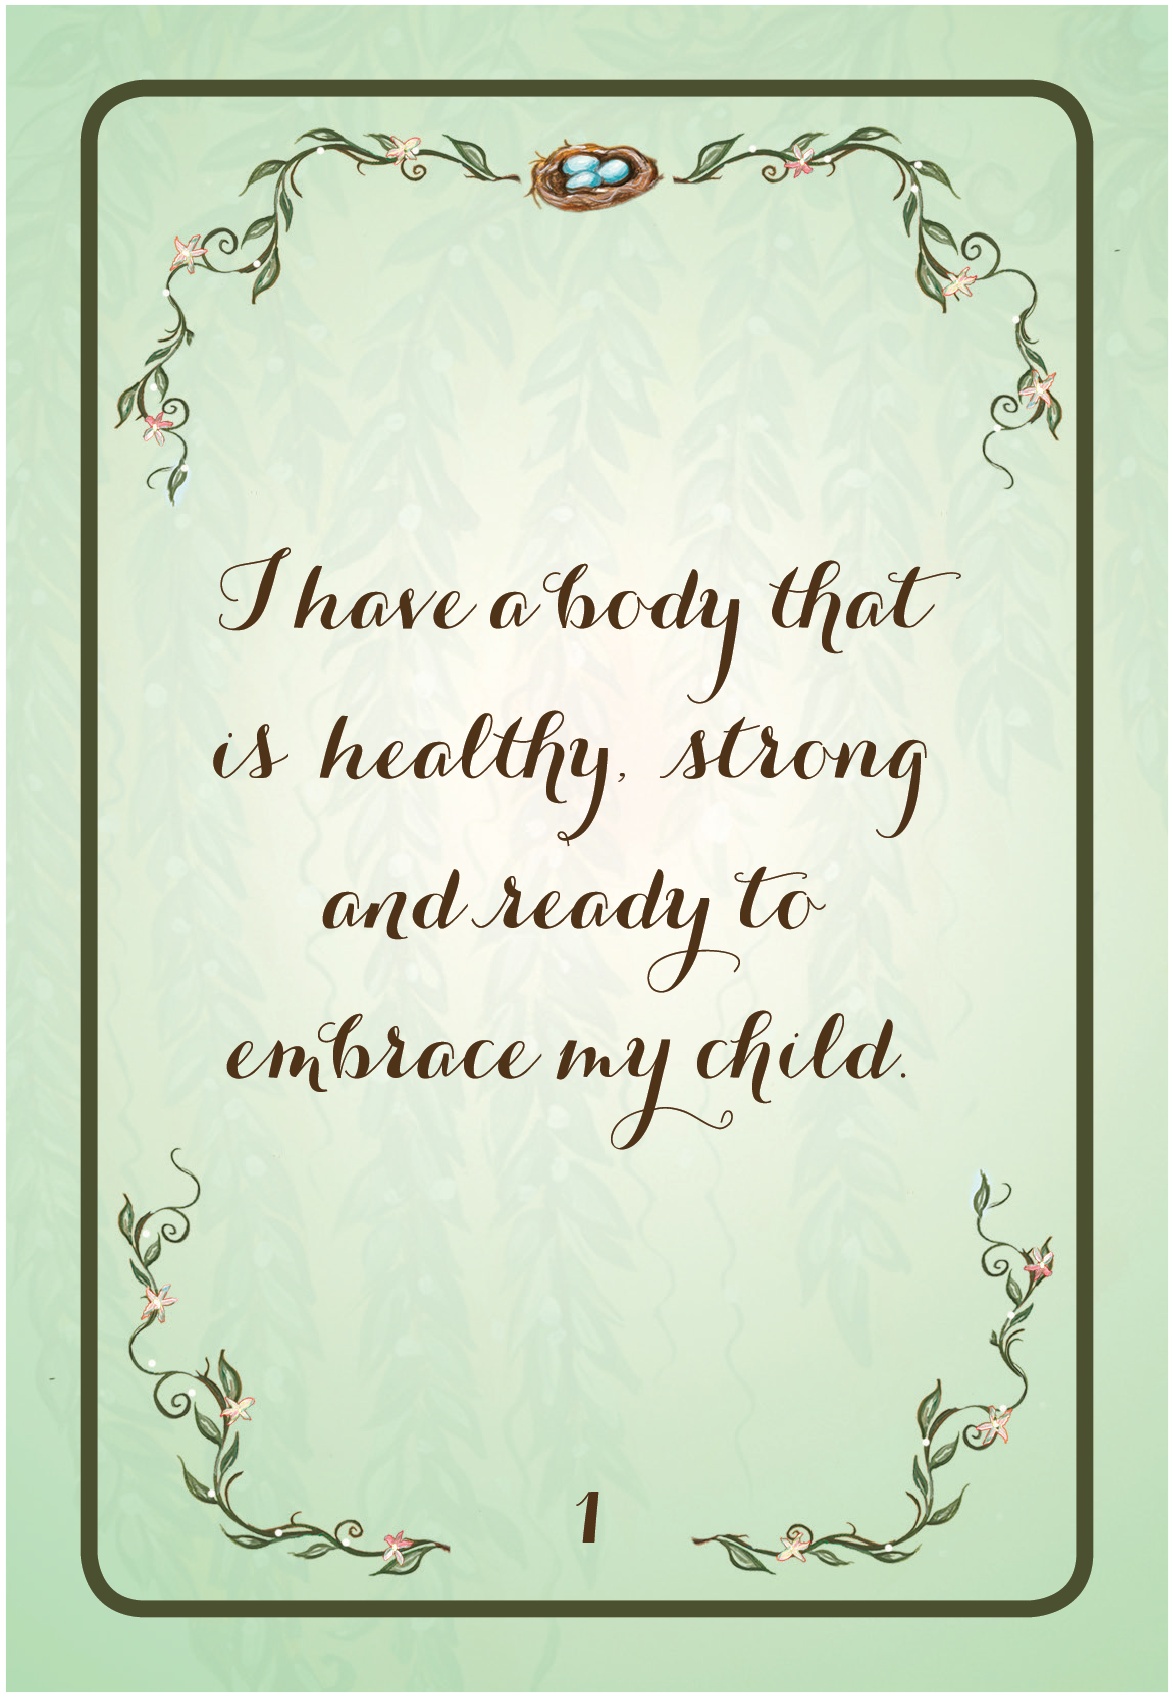 I have a body that
is healthy, strong
and ready to
embrace my child.
1